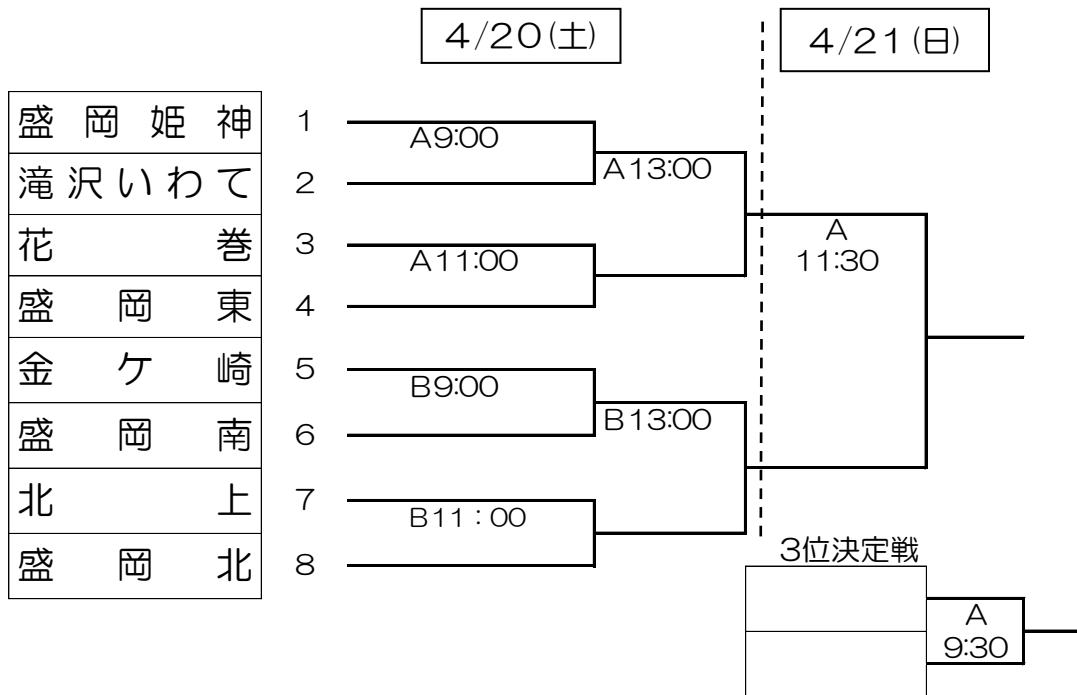 4/20(土) 4/21(日)
盛岡姫神 1
A9:00
滝沢いわて 2
A13:00
花巻 3
A11:00
盛岡東 4
A
11:30
金ケ崎 5
B9:00
盛岡南 6
B13:00
北上 7
B11:00
盛岡北 8
3位決定戦
A
9:30